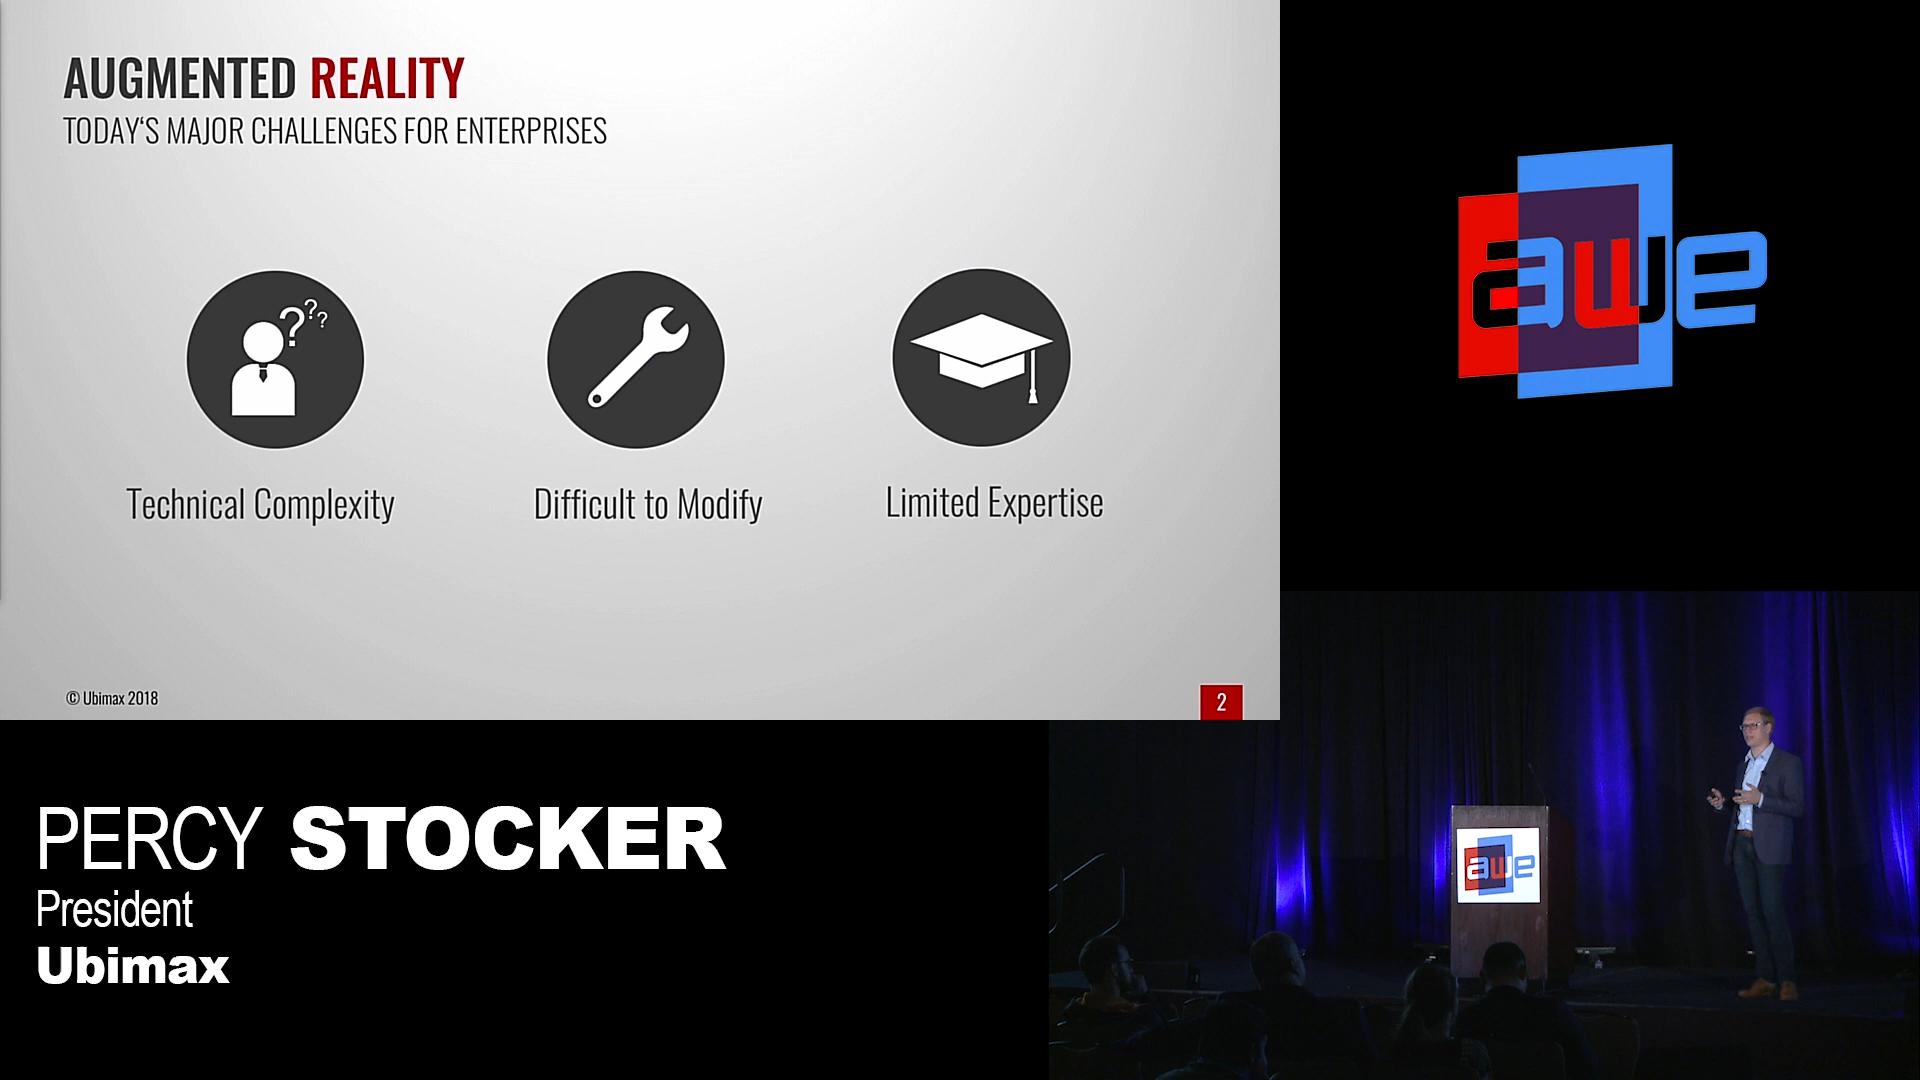 AUGMENTED REALITY
TODAY‘S MAJOR CHALLENGES FOR ENTERPRISES
? ? ? ?
Technical Complexity
Difficult to Modify
Limited Expertise
© Ubimax 2018
2
awe
awe
PERCY STOCKER
President
Ubimax